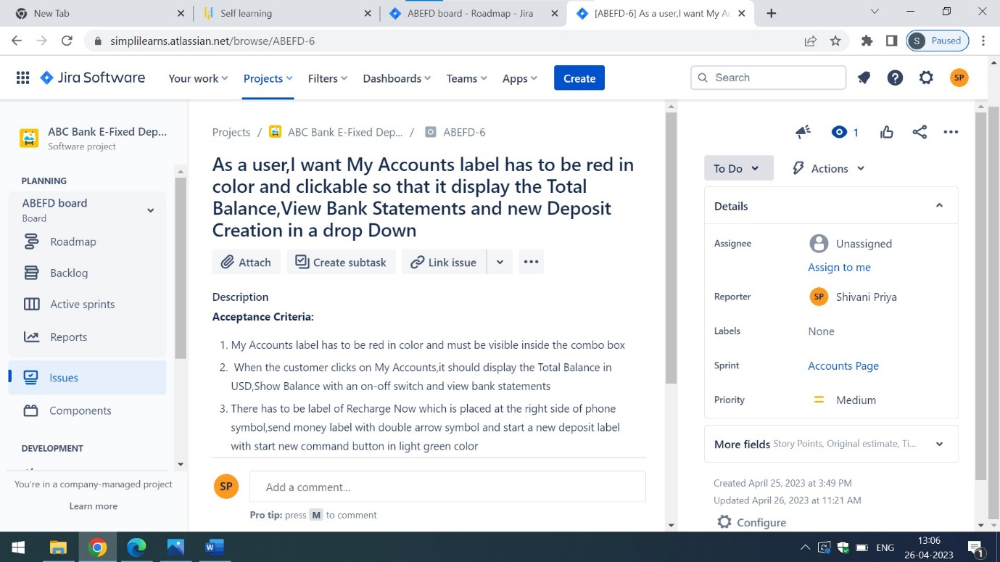 New Tab
Self learning
ABEFD board - Roadmap - Jira
[ABEFD-6] As a user,I want My Ac
simplilearns.atlassian.net/browse/ABEFD-6
S Paused
Jira Software
Your work
Projects
Filters
Dashboards
Teams
Apps
Create
Search
SP
ABC Bank E-Fixed Dep...
Software project
PLANNING
ABEFD board
Board
Roadmap
Backlog
Active sprints
Reports
Issues
Components
DEVELOPMENT
You're in a company-managed project
Learn more
Projects / ABC Bank E-Fixed Dep... / ABEFD-6
As a user,I want My Accounts label has to be red in
color and clickable so that it display the Total
Balance,View Bank Statements and new Deposit
Creation in a drop Down
Attach
Create subtask
Link issue
Description
Acceptance Criteria:
1. My Accounts label has to be red in color and must be visible inside the combo box
2. When the customer clicks on My Accounts,it should display the Total Balance in
USD,Show Balance with an on-off switch and view bank statements
3. There has to be label of Recharge Now which is placed at the right side of phone
symbol,send money label with double arrow symbol and start a new deposit label
with start new command button in light green color
SP
Add a comment...
Pro tip: press M to comment
1
To Do
Actions
Details
Assignee
Unassigned
Assign to me
Reporter
SP Shivani Priya
Labels
None
Sprint
Accounts Page
Priority
Medium
More fields Story Points, Original estimate, Ti...
Created April 25, 2023 at 3:49 PM
Updated April 26, 2023 at 11:21 AM
Configure
W
ENG
13:06
26-04-2023
1